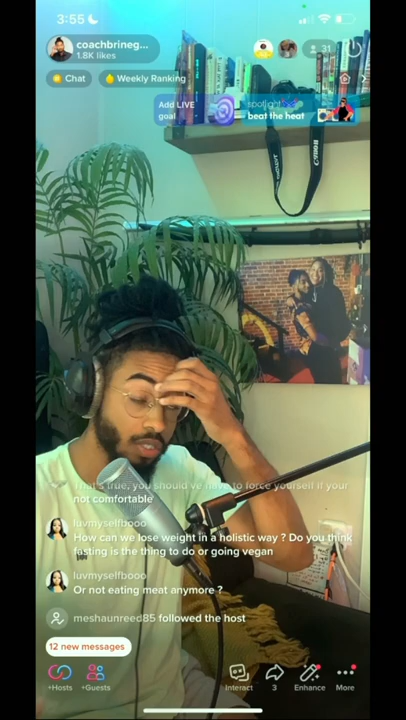 3:55
coachbrineg...
1.8K likes
31
Chat
Weekly Ranking
Add LIVE
goal
spotlight
beat the heat
Canon
That's true, you should've have to force yourself if your
not comfortable
luvmyselfbooo
How can we lose weight in a holistic way ? Do you think
fasting is the thing to do or going vegan
luvmyselfbooo
Or not eating meat anymore ?
meshaunreed85 followed the host
12 new messages
+Hosts
+Guests
Interact
3
Enhance
More